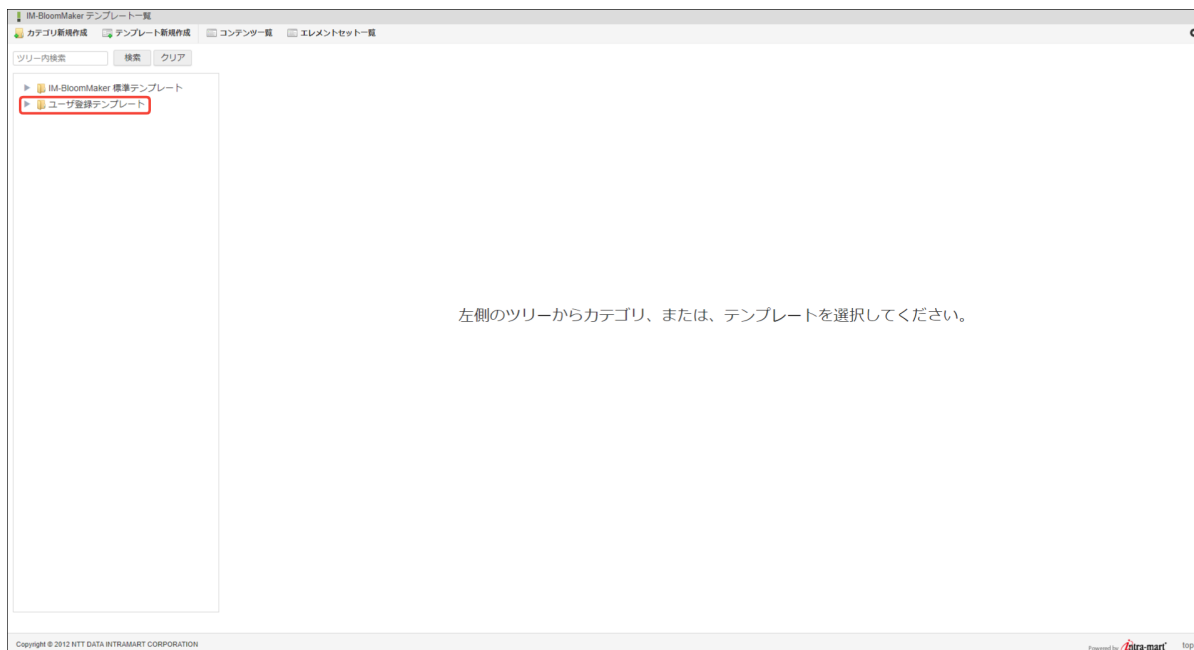 IM-BloomMaker テンプレート一覧
カテゴリ新規作成 テンプレート新規作成 コンテンツ一覧 エレメントセット一覧
ツリー内検索 検索 クリア
IM-BloomMaker 標準テンプレート
ユーザ登録テンプレート
左側のツリーからカテゴリ、または、テンプレートを選択してください。
Copyright © 2012 NTT DATA INTRAMART CORPORATION
Powered by intra-mart top